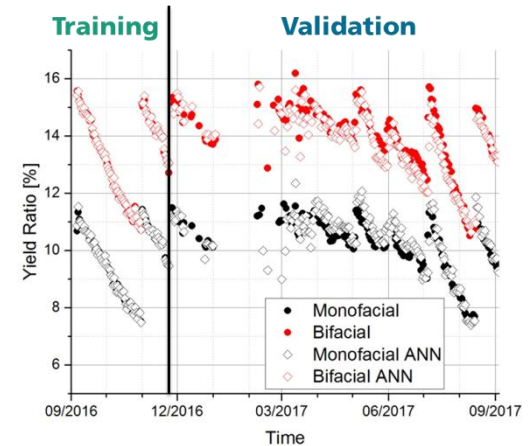 Training
Validation
Yield Ratio [%]
16
14
12
10
8
6
Monofacial
Bifacial
Monofacial ANN
Bifacial ANN
09/2016
12/2016
03/2017
06/2017
09/2017
Time